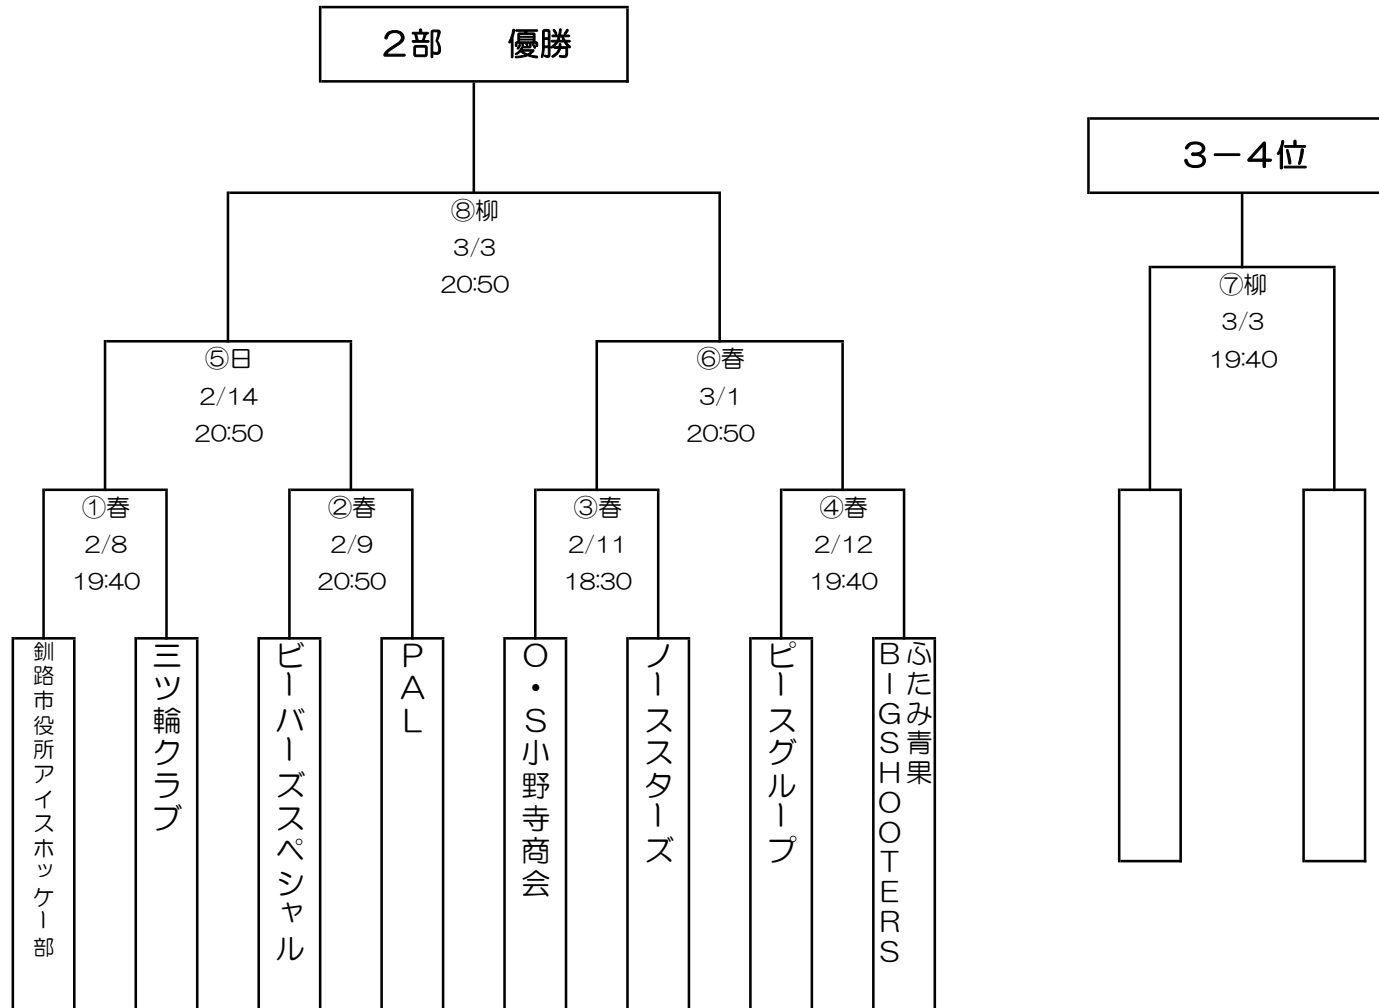 ２部　優勝
３－４位
⑧柳
3/3
20:50
⑦柳
3/3
19:40
⑤日
2/14
20:50
⑥春
3/1
20:50
①春
2/8
19:40
②春
2/9
20:50
③春
2/11
18:30
④春
2/12
19:40
釧路市役所アイスホッケー部
三ツ輪クラブ
ビーバーズスペシャル
ＰＡＬ
Ｏ・Ｓ小野寺商会
ノーススターズ
ピースグループ
ふたみ青果
ＢＩＧＳＨＯＯＴＥＲＳ